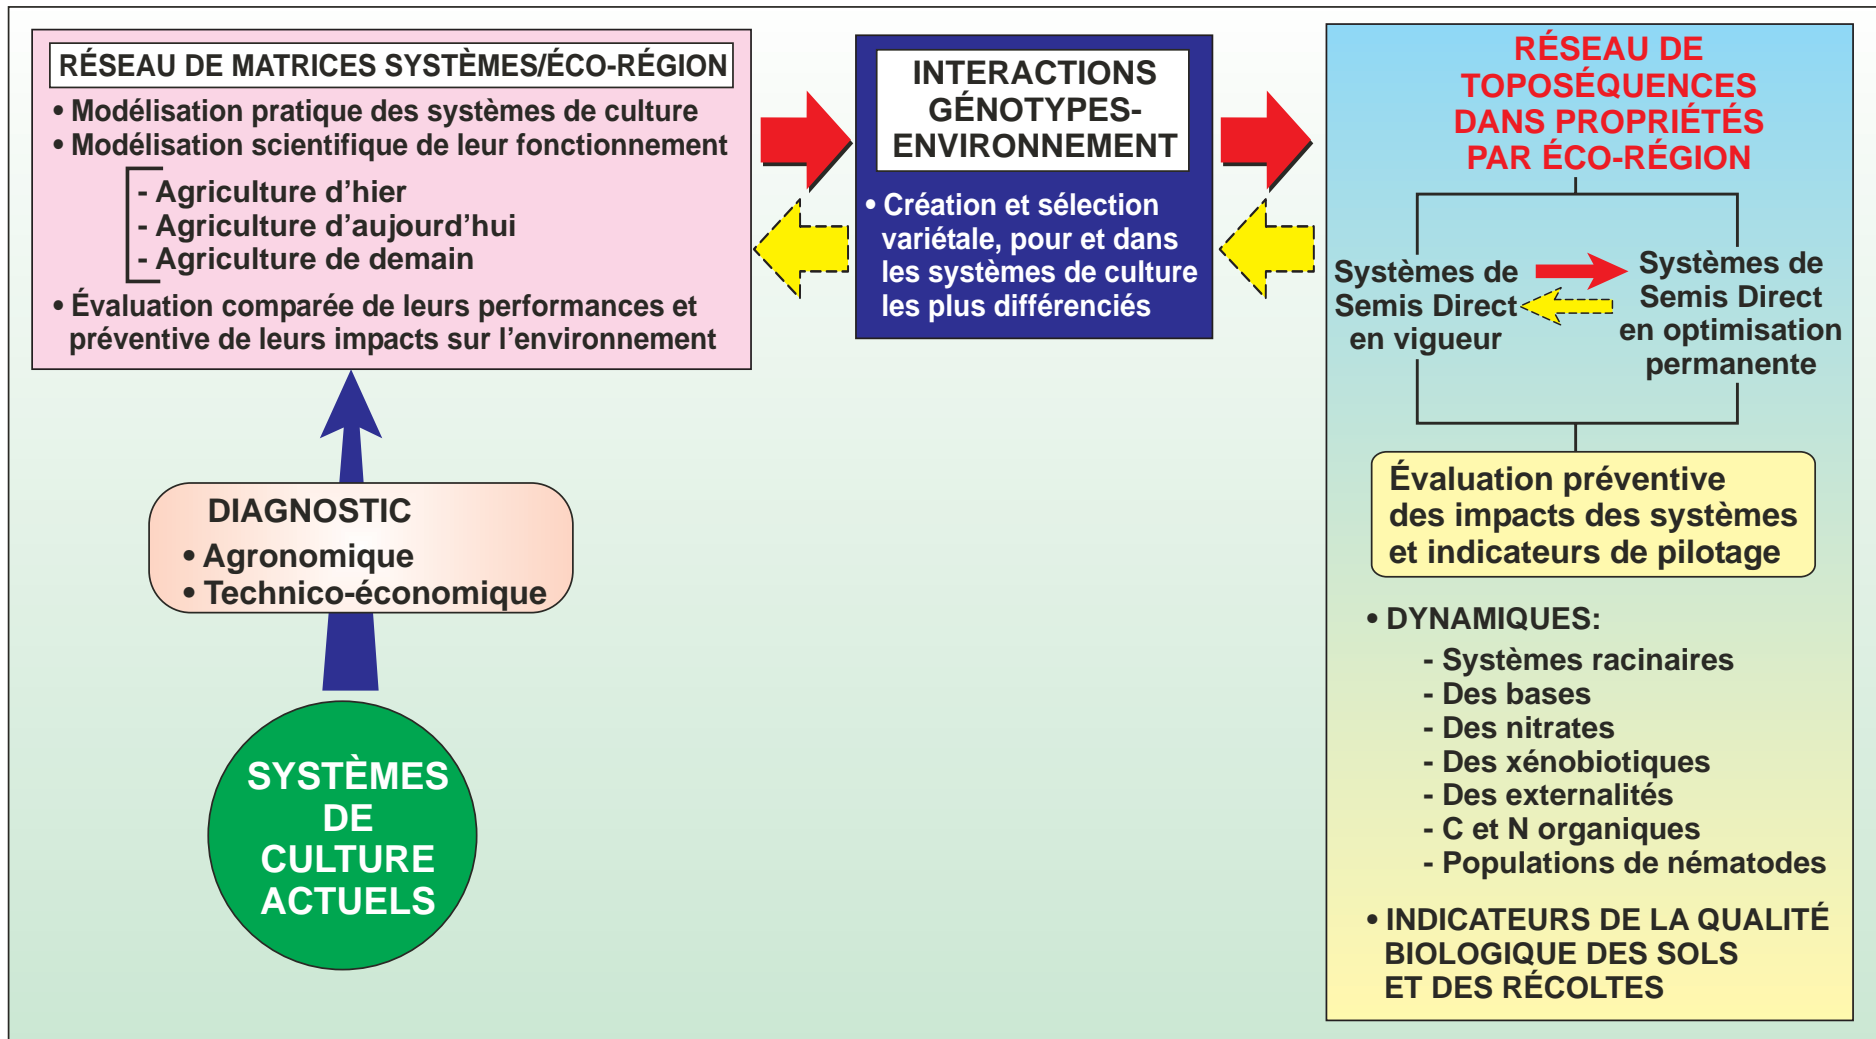 RÉSEAU DE MATRICES SYSTÈMES/ÉCO-RÉGION
• Modélisation pratique des systèmes de culture
• Modélisation scientifique de leur fonctionnement
- Agriculture d’hier
- Agriculture d’aujourd’hui
- Agriculture de demain
• Évaluation comparée de leurs performances et
préventive de leurs impacts sur l’environnement
DIAGNOSTIC
• Agronomique
• Technico-économique
SYSTÈMES
DE
CULTURE
ACTUELS
INTERACTIONS
GÉNOTYPES-
ENVIRONNEMENT
• Création et sélection
variétale, pour et dans
les systèmes de culture
les plus différenciés
RÉSEAU DE
TOPOSÉQUENCES
DANS PROPRIÉTÉS
PAR ÉCO-RÉGION
Systèmes de
Semis Direct
en vigueur
Systèmes de
Semis Direct
en optimisation
permanente
Évaluation préventive
des impacts des systèmes
et indicateurs de pilotage
• DYNAMIQUES:
- Systèmes racinaires
- Des bases
- Des nitrates
- Des xénobiotiques
- Des externalités
- C et N organiques
- Populations de nématodes
• INDICATEURS DE LA QUALITÉ
BIOLOGIQUE DES SOLS
ET DES RÉCOLTES